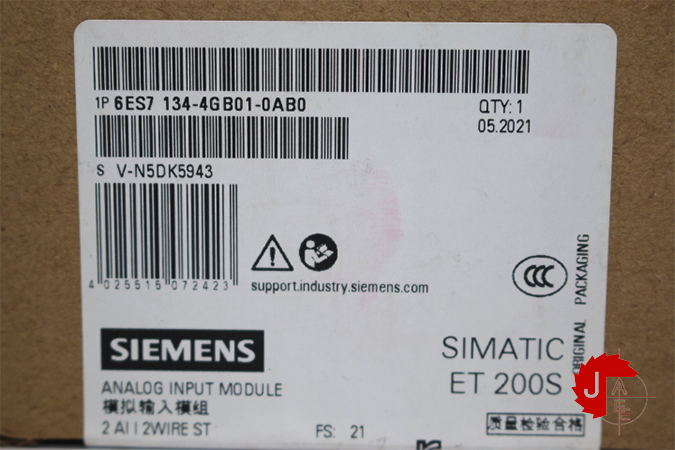 1P 6ES7 134-4GB01-0AB0
QTY: 1
05.2021
S V-N5DK5943
4 025515 072423
support.industry.siemens.com
CCC
ORIGINAL PACKAGING
SIEMENS
SIMATIC
ET 200S
ANALOG INPUT MODULE
模拟输入模组
2 AI I 2WIRE ST
FS: 21
质量检验合格
J